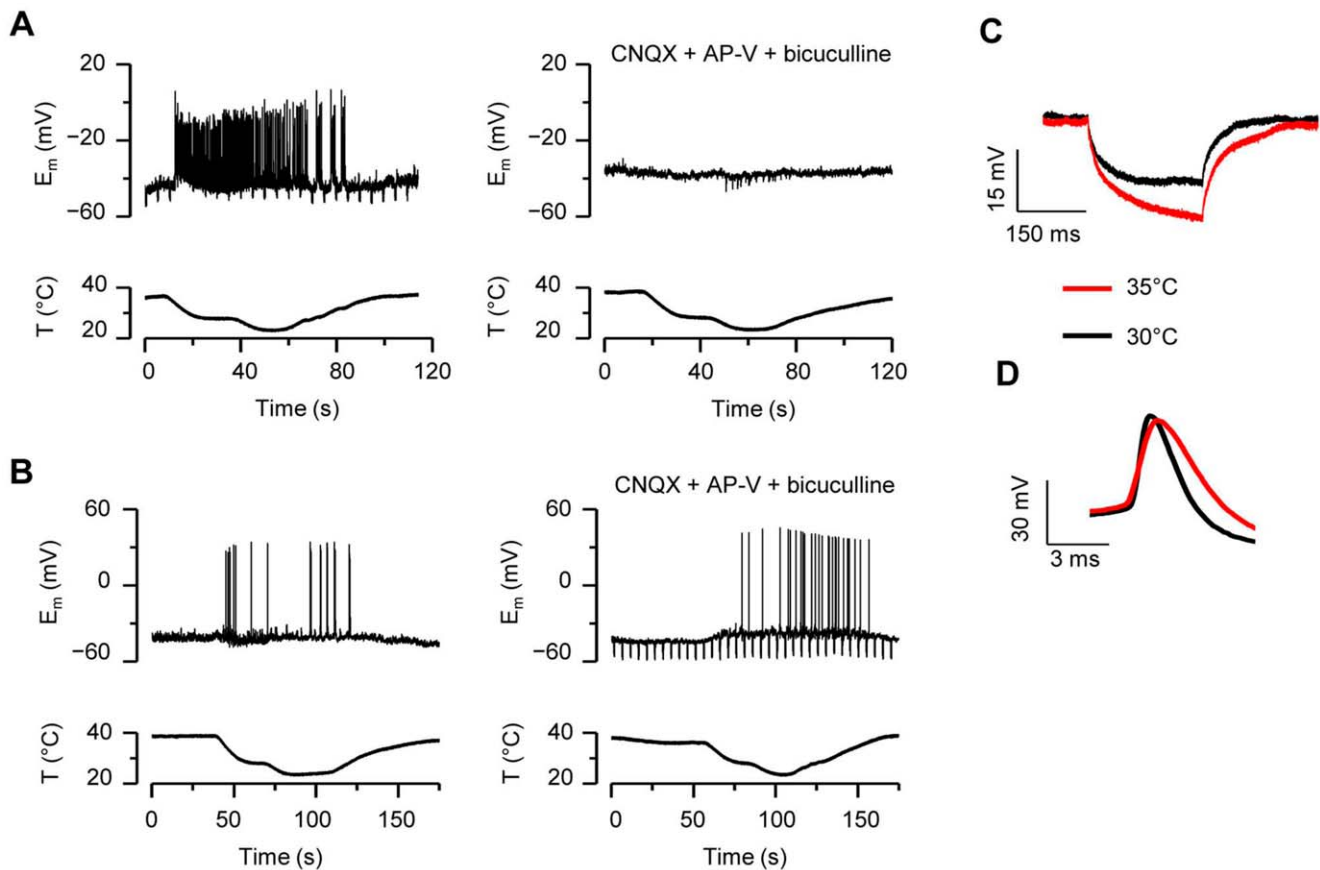 A
CNQX + AP-V + bicuculline
20
−20
−60
Em (mV)
20
−20
−60
Em (mV)
40
20
T (°C)
40
20
T (°C)
0 40 80 120
Time (s)
0 40 80 120
Time (s)
B
CNQX + AP-V + bicuculline
60
0
−60
Em (mV)
60
0
−60
Em (mV)
40
20
T (°C)
40
20
T (°C)
0 50 100 150
Time (s)
0 50 100 150
Time (s)
C
15 mV
150 ms
35°C
30°C
D
30 mV
3 ms